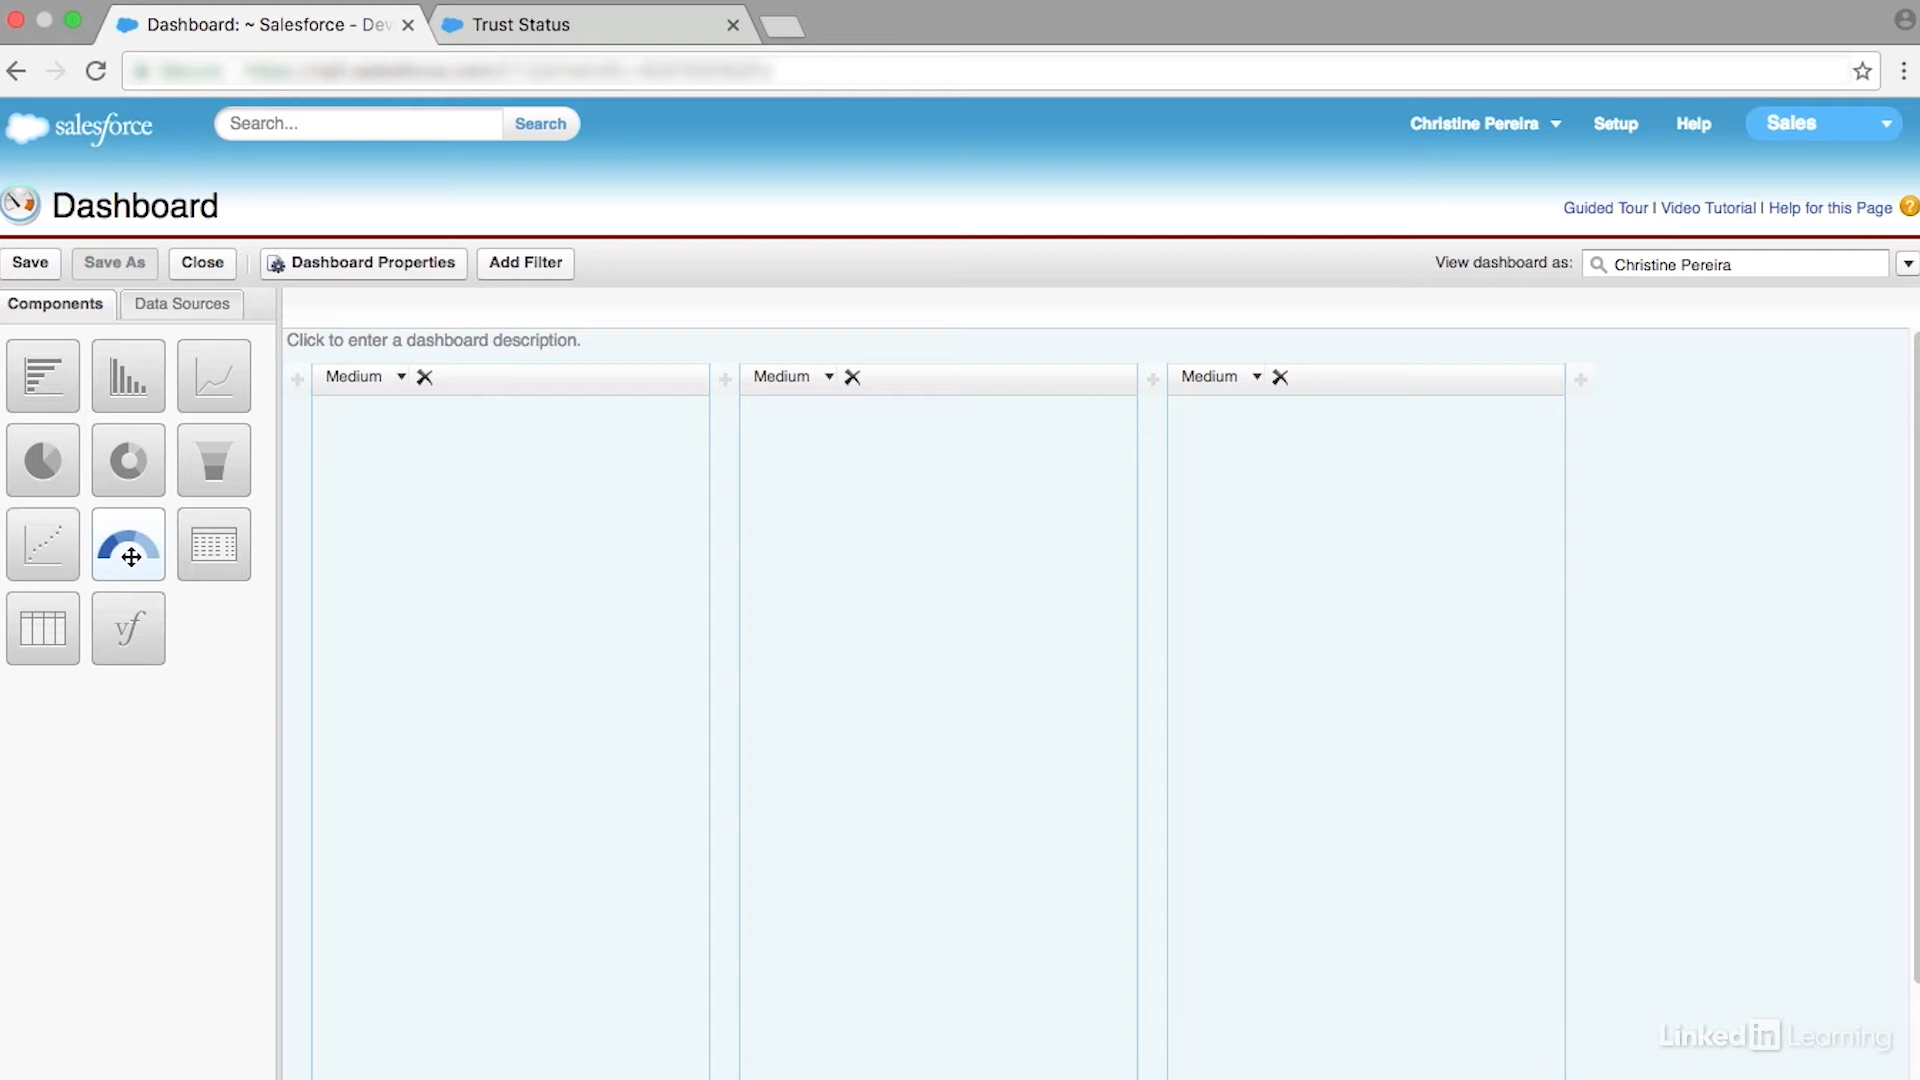 Dashboard: ~ Salesforce - Dev
Trust Status
salesforce
Search...
Search
Christine Pereira
Setup
Help
Sales
Dashboard
Guided Tour | Video Tutorial | Help for this Page
Save
Save As
Close
Dashboard Properties
Add Filter
View dashboard as:
Christine Pereira
Components
Data Sources
Click to enter a dashboard description.
Medium
Medium
Medium
vf
LinkedIn Learning